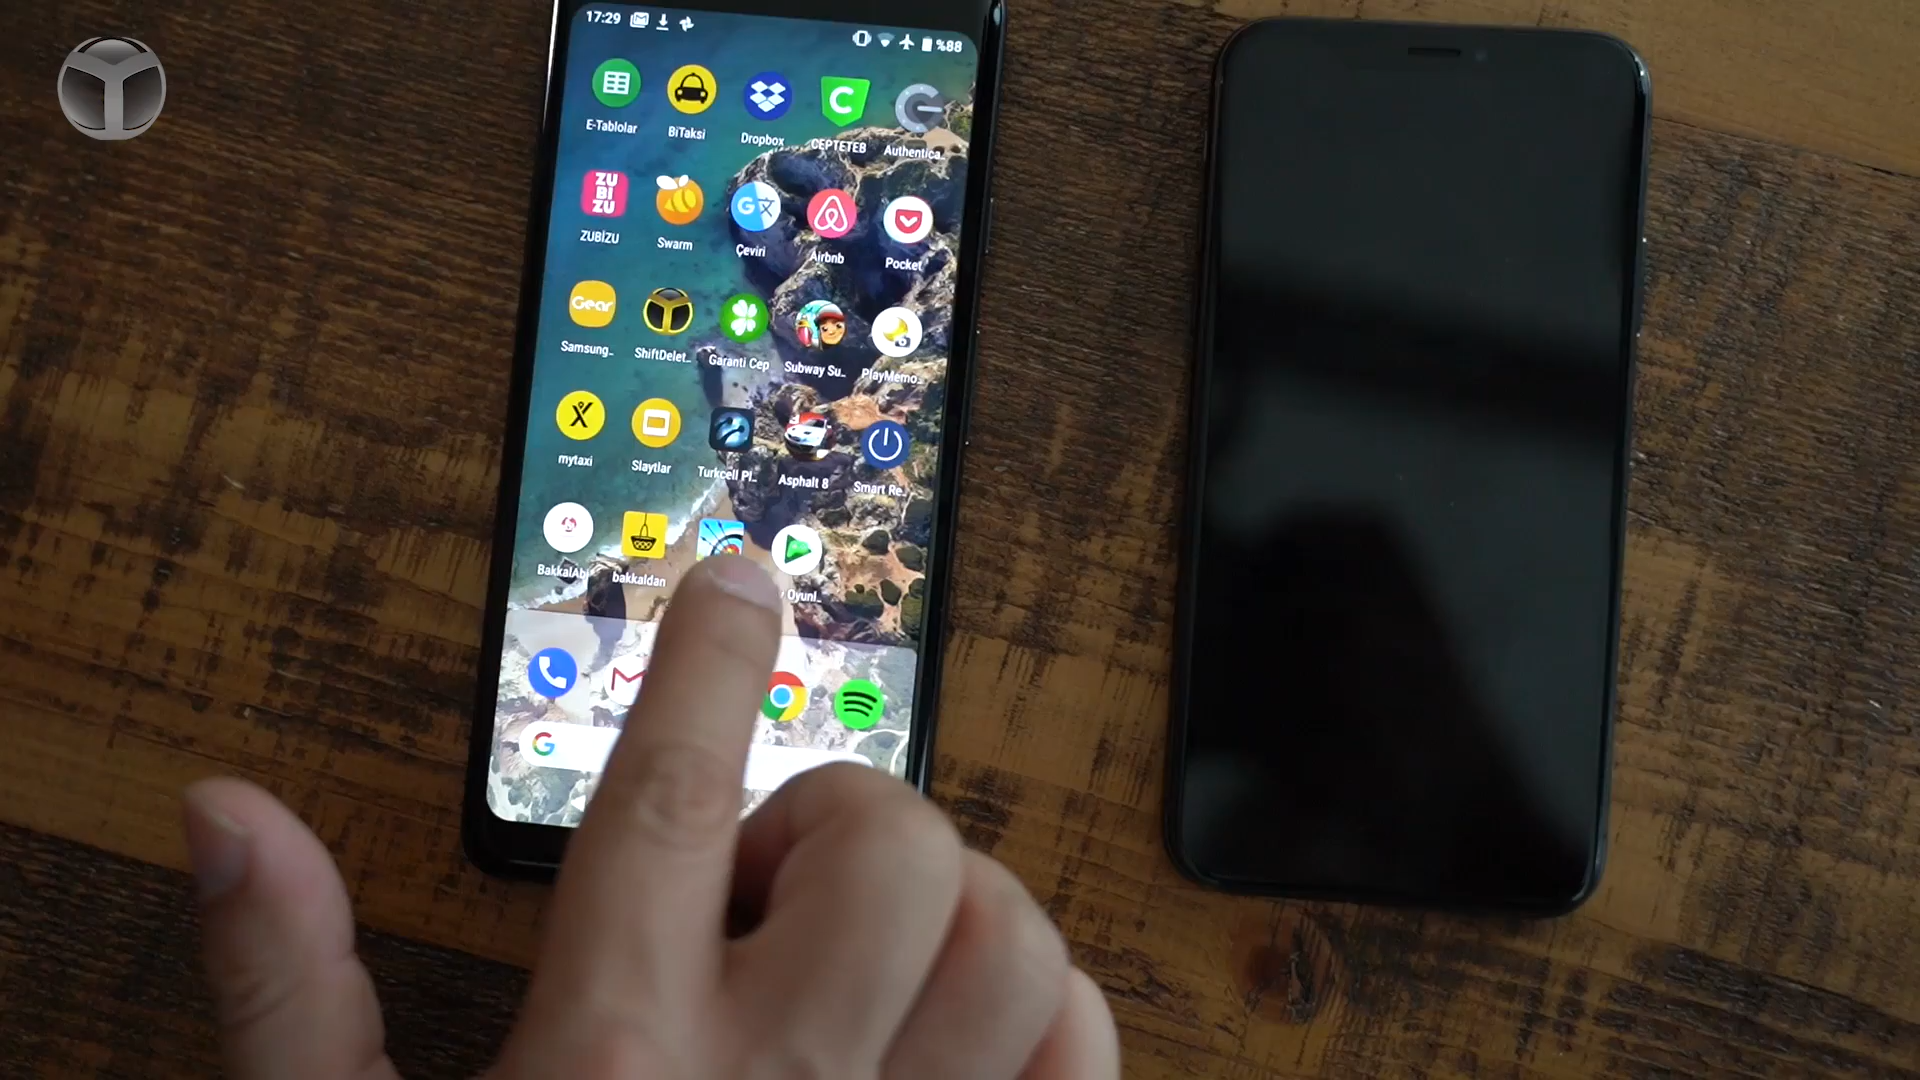 17:29 %88
E-Tablolar BiTaksi Dropbox CEPTETEB Authentica...
ZU
BI
ZU
ZUBİZU Swarm Çeviri Airbnb Pocket
Gear
Samsung... ShiftDelet... Garanti Cep Subway Su... PlayMemo...
mytaxi Slaytlar Turkcell Pl... Asphalt 8 Smart Re...
BakkalAbi bakkaldan Oyunl...